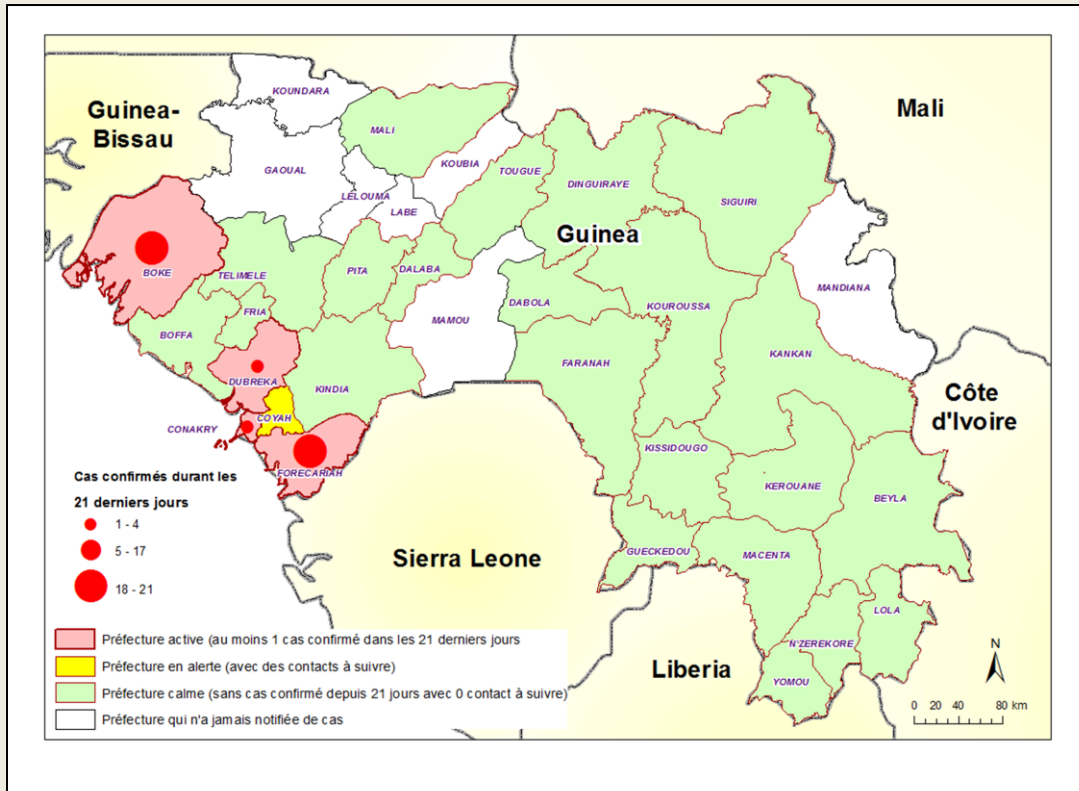 KOUNDARA
Guinea-
Bissau
Mali
MALI
KOUBIA
GAOUAL
TOUGUE
DINGUIRAYE
LELOUMA
SIGUIRI
LABE
Guinea
BOKE
TELIMELE
PITA
DALABA
MANDIANA
DABOLA
KOUROUSSA
FRIA
MAMOU
BOFFA
KANKAN
FARANAH
DUBREKA
KINDIA
Côte
d'Ivoire
COYAH
CONAKRY
KISSIDOUGO
FORECARIAH
Cas confirmés durant les
21 derniers jours
KEROUANE
BEYLA
1 - 4
5 - 17
GUECKEDOU
MACENTA
Sierra Leone
18 - 21
LOLA
N'ZEREKORE
Préfecture active (au moins 1 cas confirmé dans les 21 derniers jours
Préfecture en alerte (avec des contacts à suivre)
Préfecture calme (sans cas confirmé depuis 21 jours avec 0 contact à suivre)
Préfecture qui n'a jamais notifiée de cas
Liberia
YOMOU
N
0 20 40 80 km